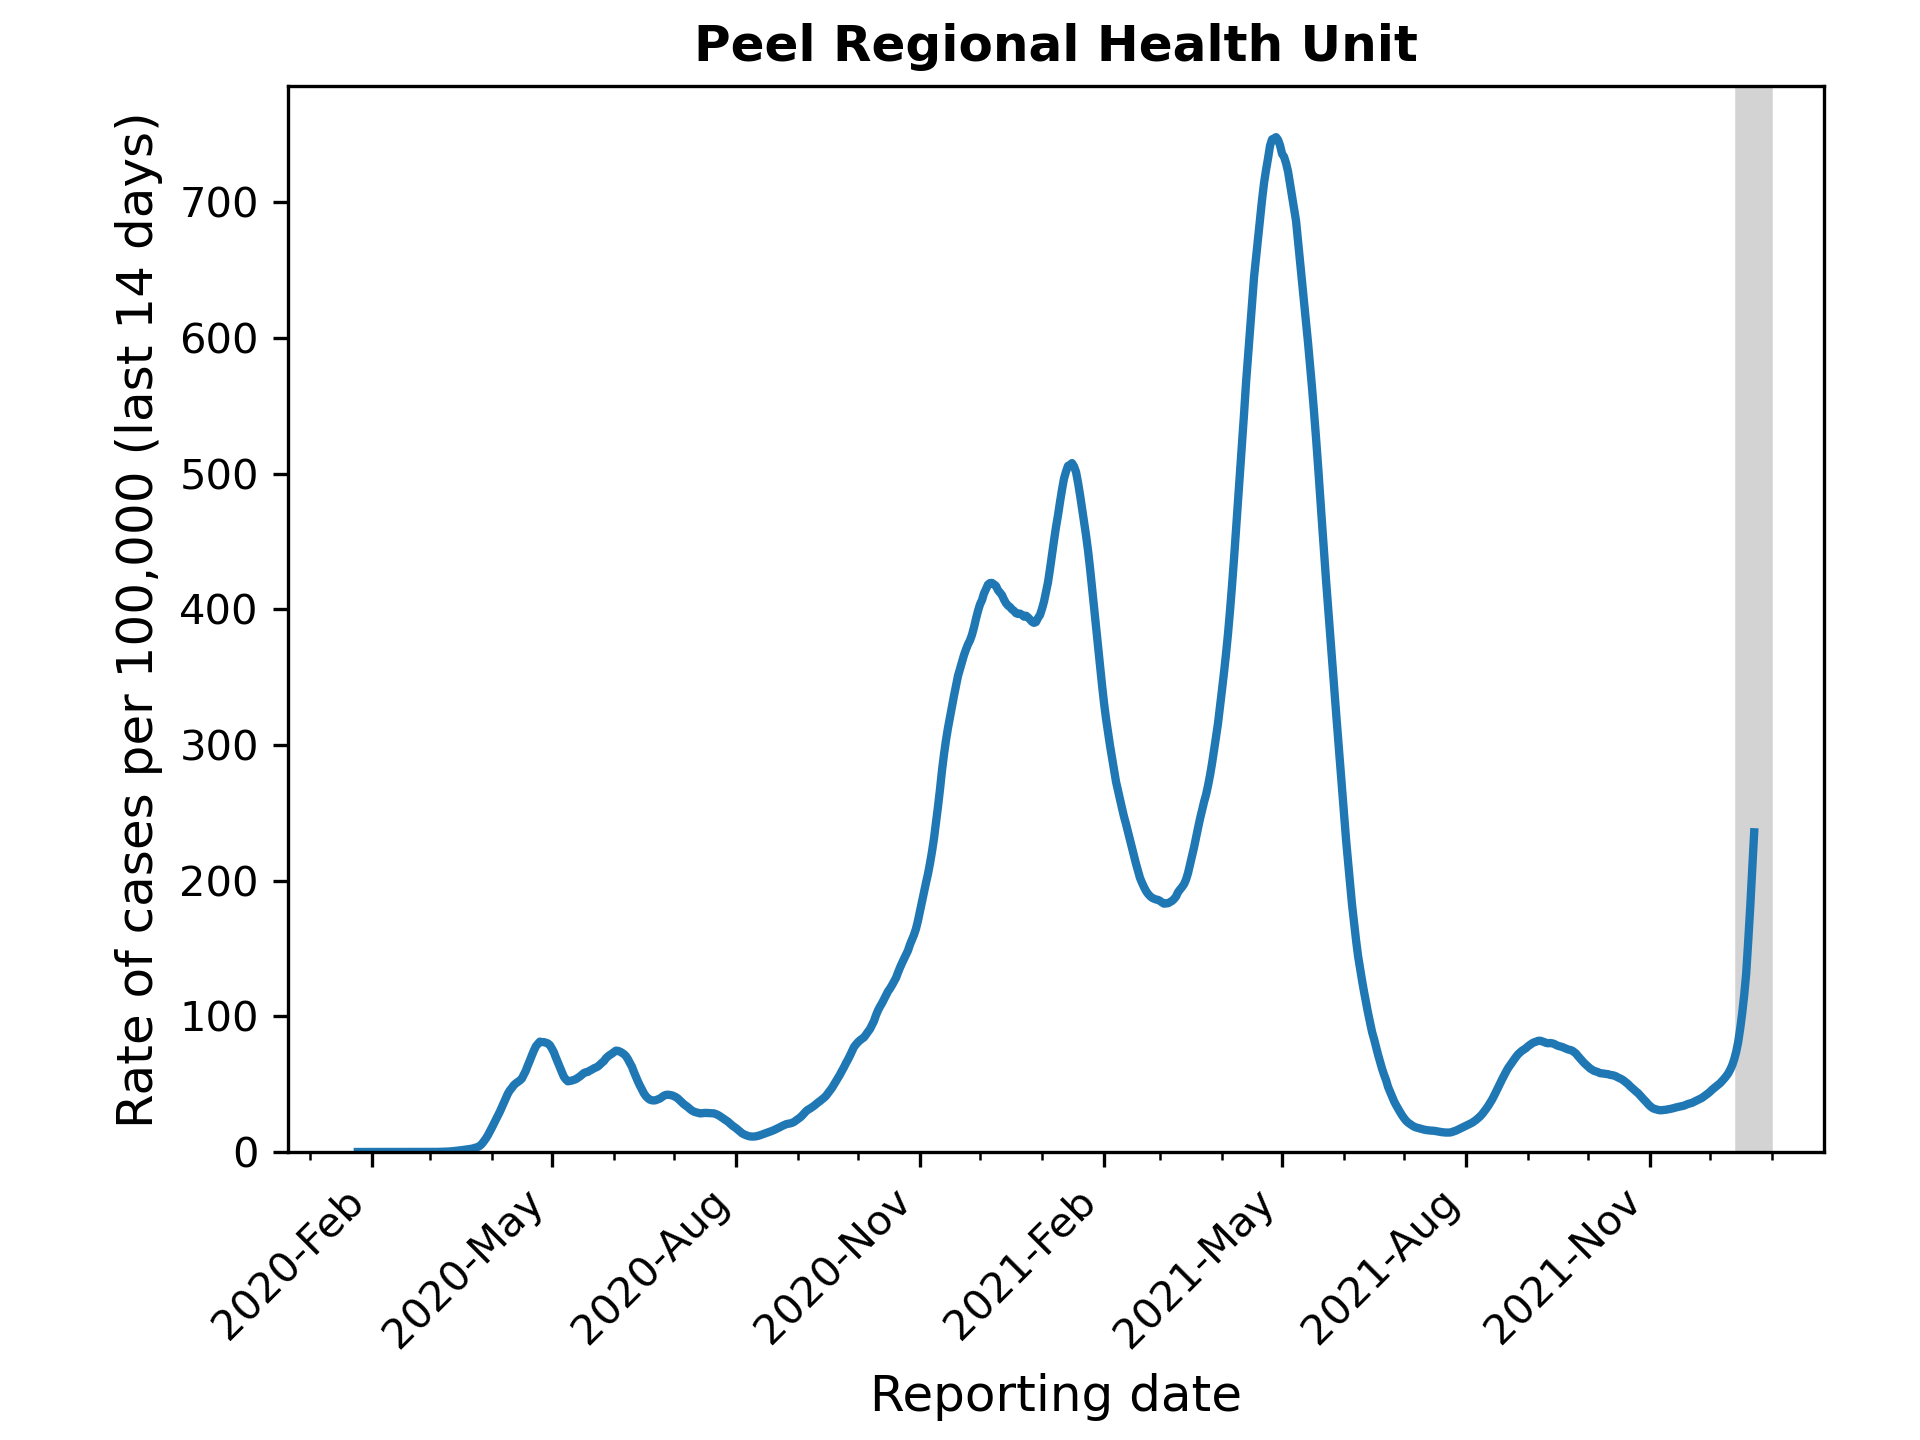 Peel Regional Health Unit
Rate of cases per 100,000 (last 14 days)
700
600
500
400
300
200
100
0
2020-Feb
2020-May
2020-Aug
2020-Nov
2021-Feb
2021-May
2021-Aug
2021-Nov
Reporting date